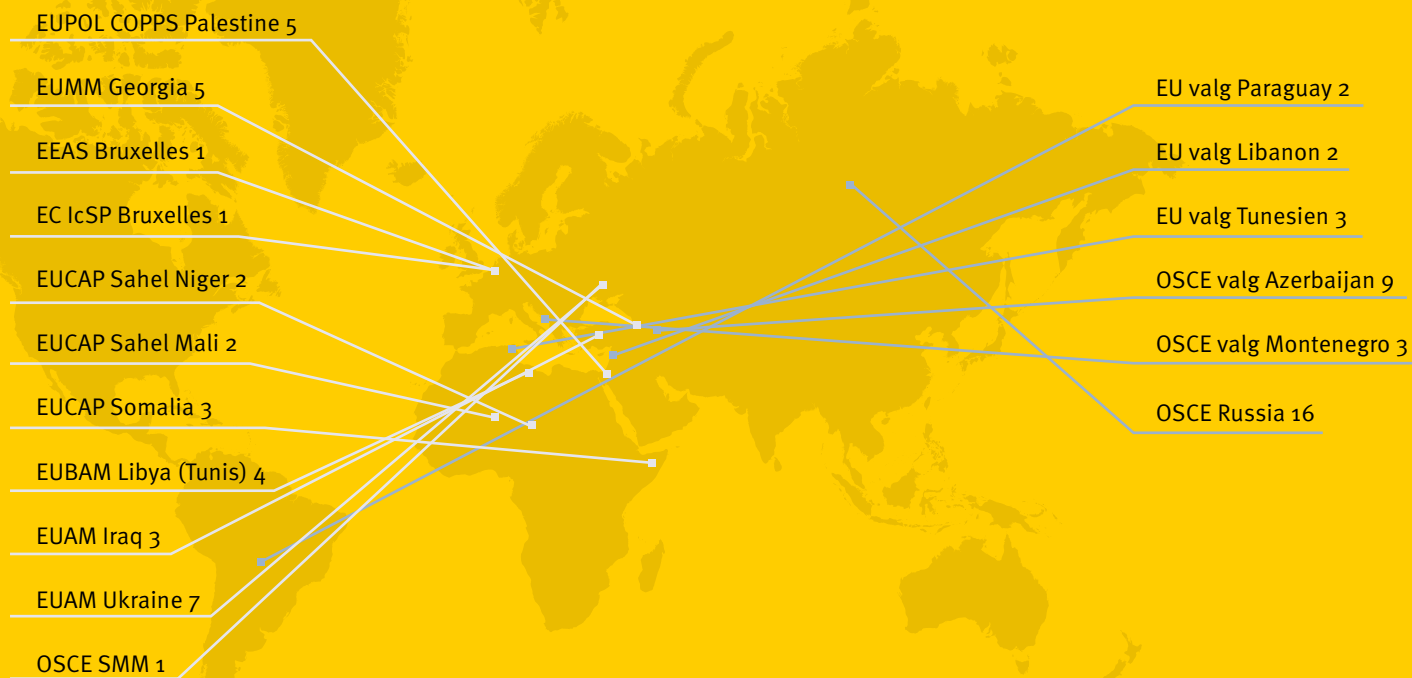 EUPOL COPPS Palestine 5
EUMM Georgia 5
EEAS Bruxelles 1
EC IcSP Bruxelles 1
EUCAP Sahel Niger 2
EUCAP Sahel Mali 2
EUCAP Somalia 3
EUBAM Libya (Tunis) 4
EUAM Iraq 3
EUAM Ukraine 7
OSCE SMM 1
EU valg Paraguay 2
EU valg Libanon 2
EU valg Tunesien 3
OSCE valg Azerbaijan 9
OSCE valg Montenegro 3
OSCE Russia 16